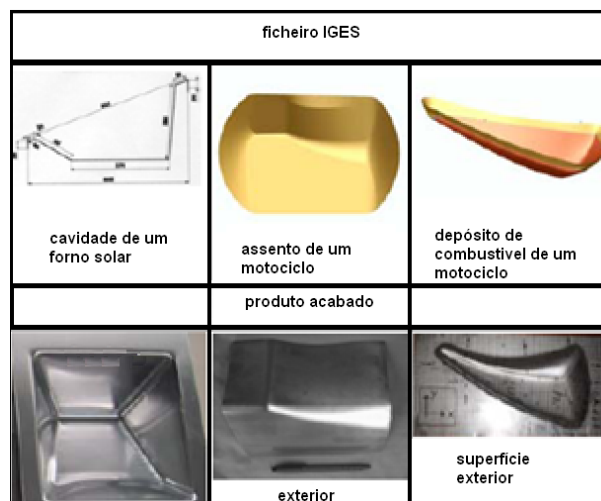 ficheiro IGES
cavidade de um
forno solar
assento de um
motociclo
depósito de
combustivel de um
motociclo
produto acabado
exterior
superfície
exterior